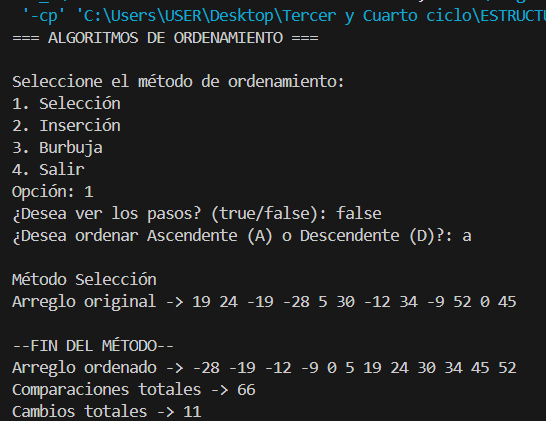 '-cp' 'C:\Users\USER\Desktop\Tercer y Cuarto ciclo\ESTRUCTU
=== ALGORITMOS DE ORDENAMIENTO ===
Seleccione el método de ordenamiento:
1. Selección
2. Inserción
3. Burbuja
4. Salir
Opción: 1
¿Desea ver los pasos? (true/false): false
¿Desea ordenar Ascendente (A) o Descendente (D)?: a
Método Selección
Arreglo original -> 19 24 -19 -28 5 30 -12 34 -9 52 0 45
--FIN DEL MÉTODO--
Arreglo ordenado -> -28 -19 -12 -9 0 5 19 24 30 34 45 52
Comparaciones totales -> 66
Cambios totales -> 11